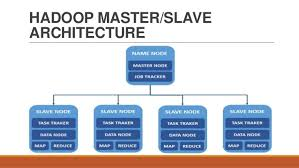 HADOOP MASTER/SLAVE
ARCHITECTURE
NAME NODE
MASTER NODE
JOB TRACKER
SLAVE NODE SLAVE NODE SLAVE NODE SLAVE NODE
TASK TRAKER TASK TRAKER TASK TRAKER TASK TRAKER
DATA NODE DATA NODE DATA NODE DATA NODE
MAP REDUCE MAP REDUCE MAP REDUCE MAP REDUCE